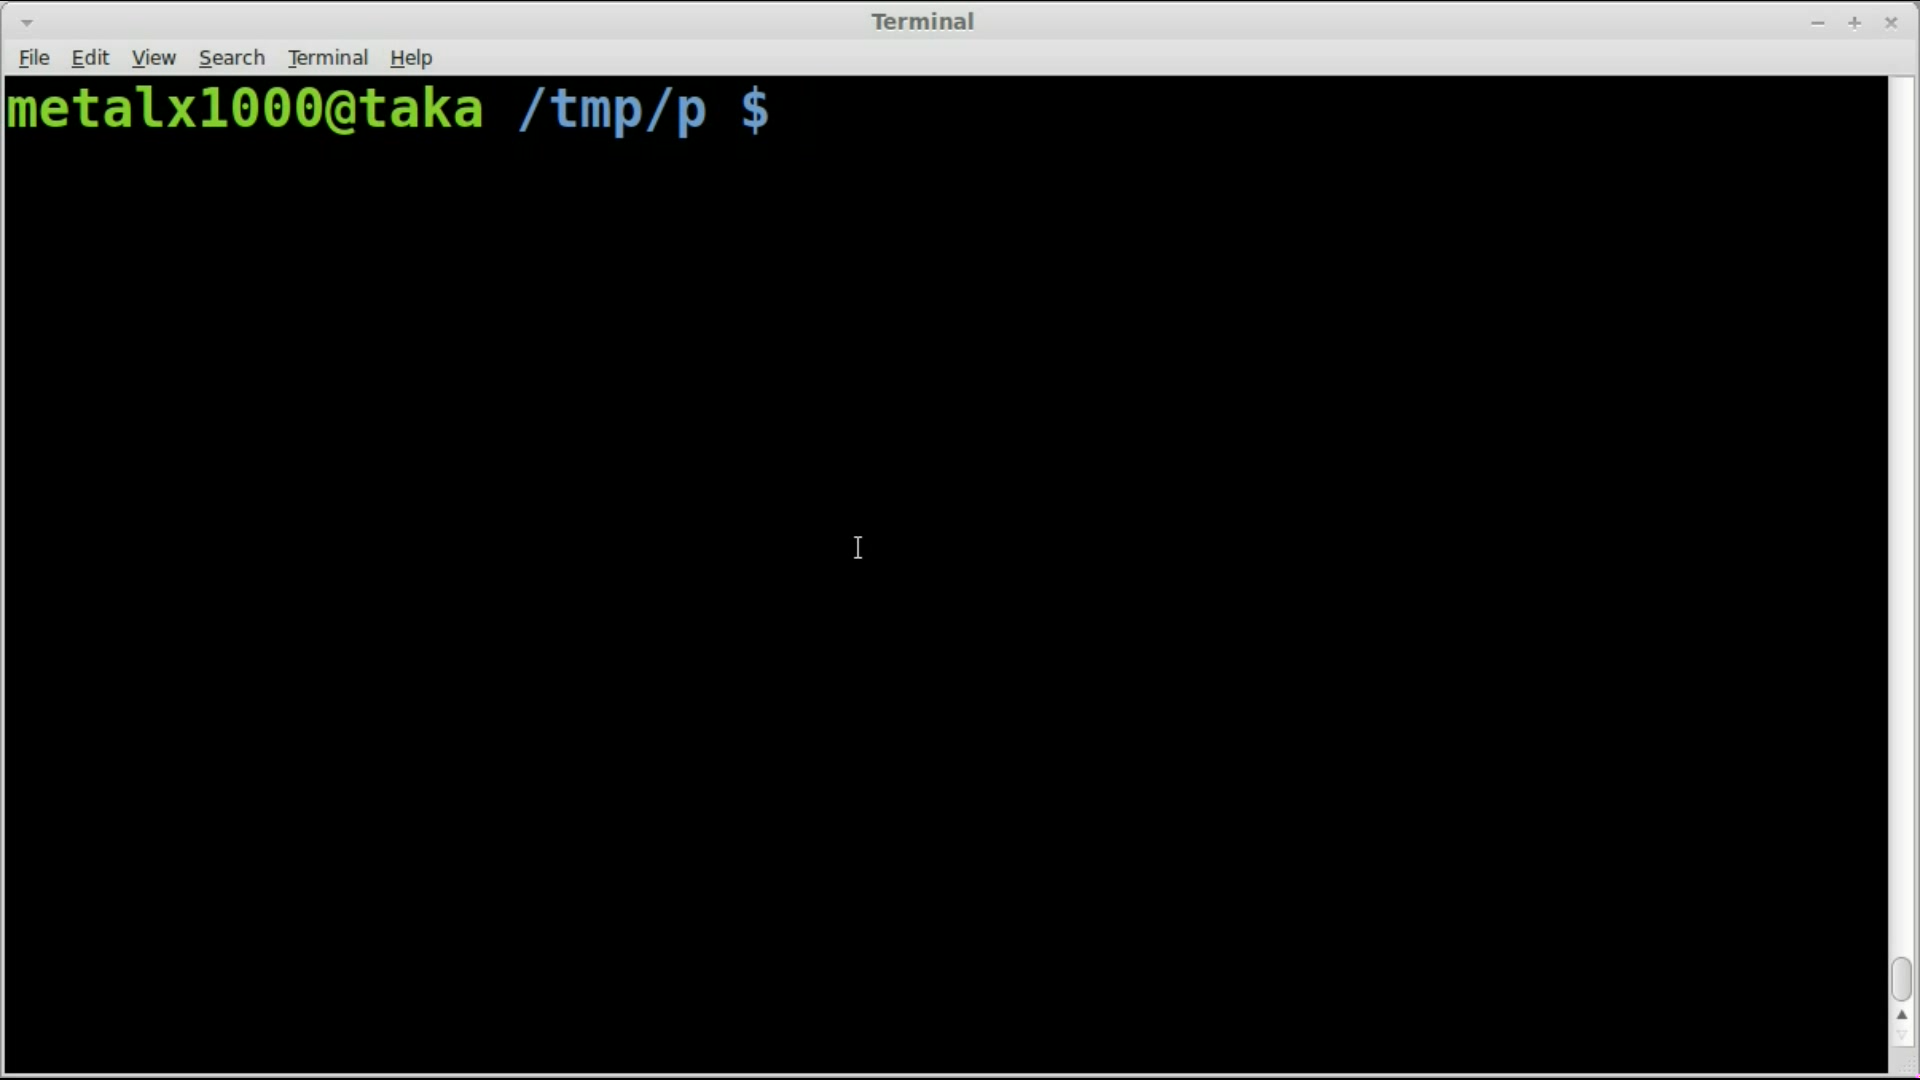 Terminal
File Edit View Search Terminal Help
metalx1000@taka /tmp/p $